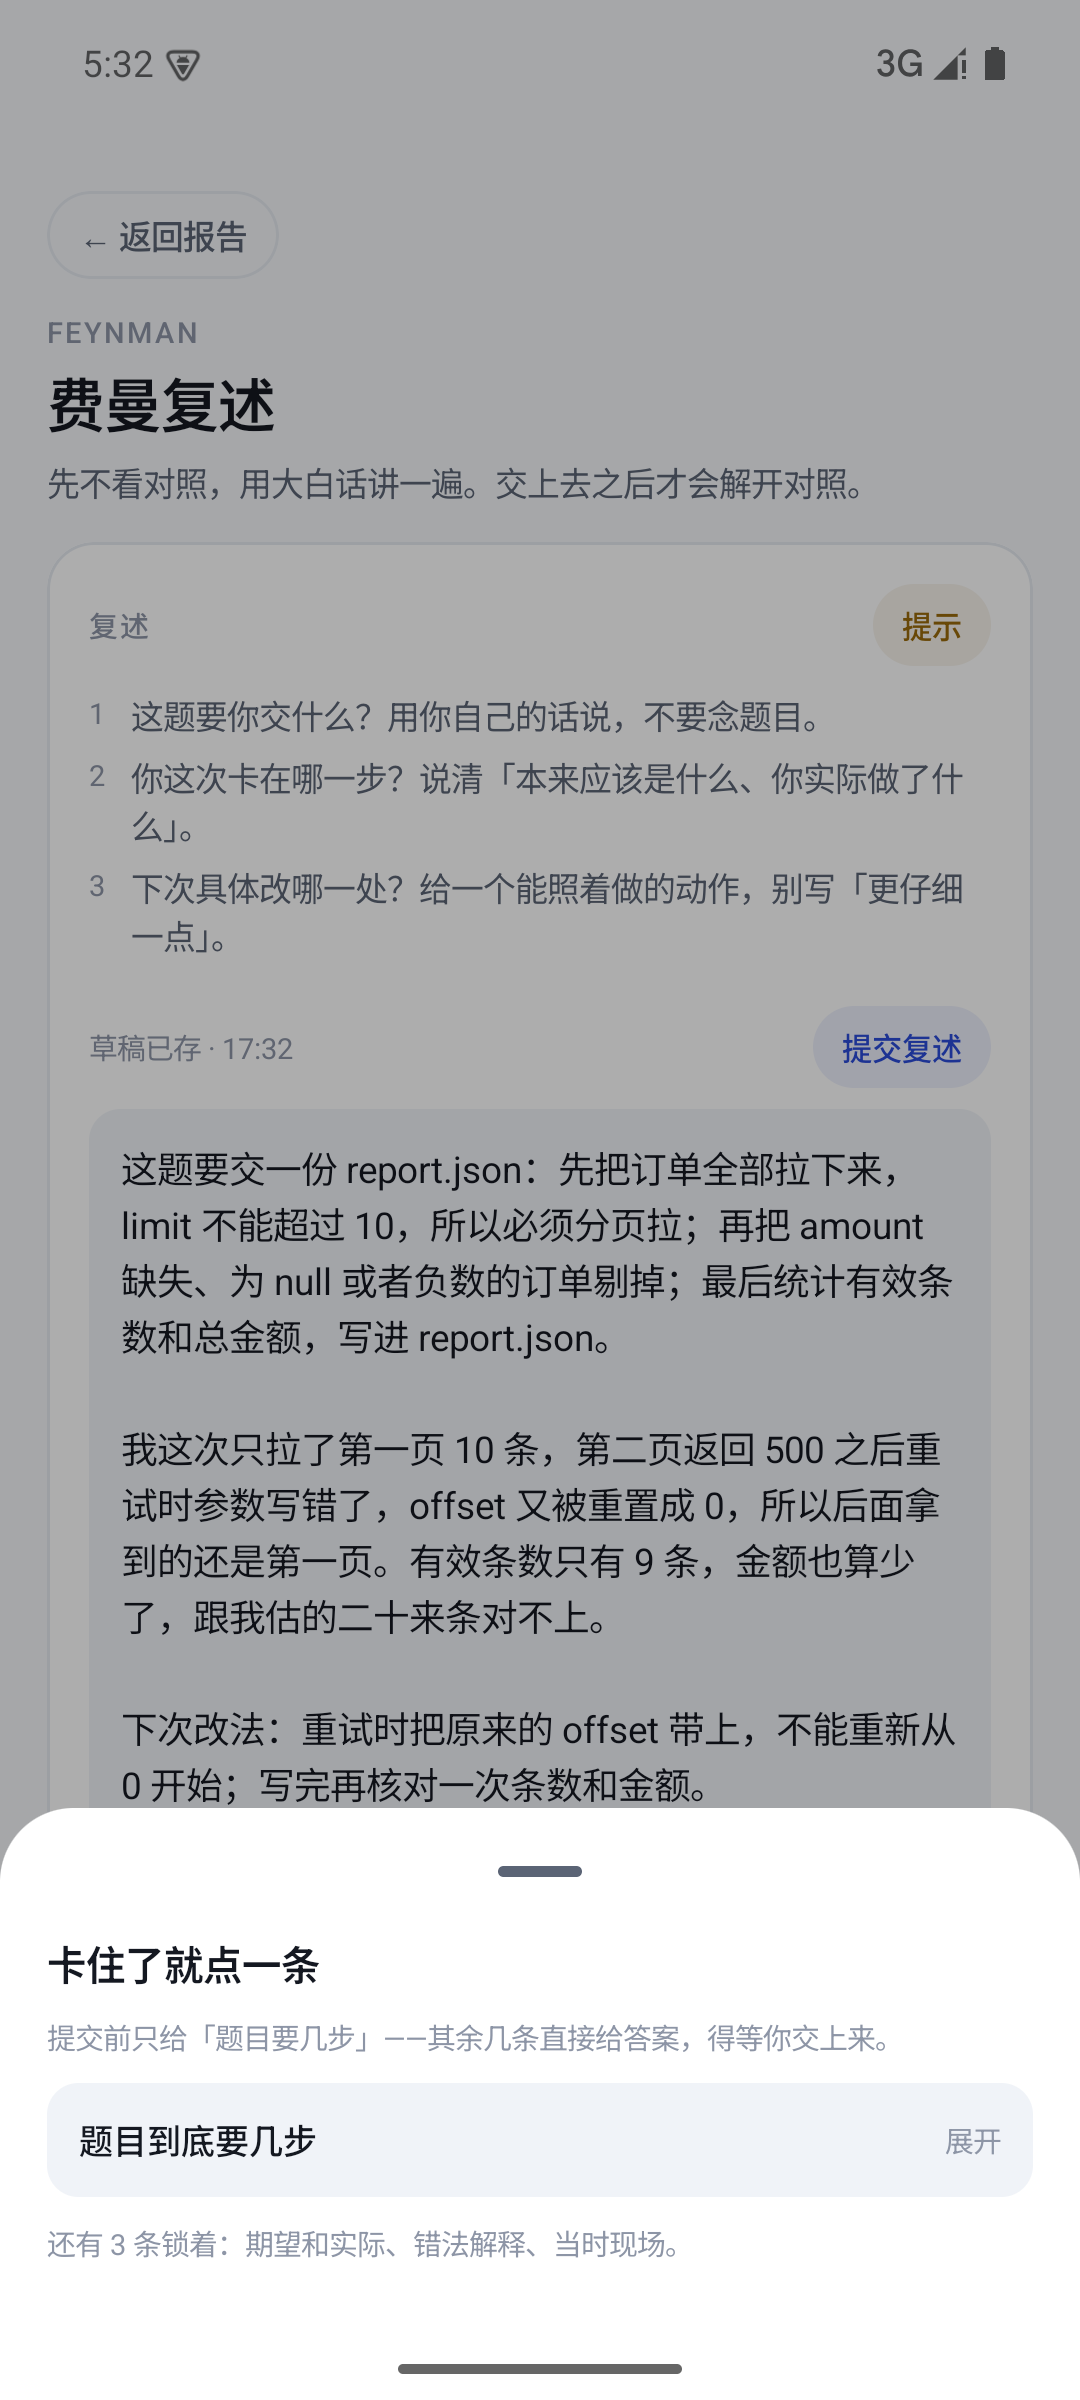 5:32
3G
← 返回报告
FEYNMAN
费曼复述
先不看对照，用大白话讲一遍。交上去之后才会解开对照。
复述
提示
1 这题要你交什么？用你自己的话说，不要念题目。
2 你这次卡在哪一步？说清「本来应该是什么、你实际做了什
么」。
3 下次具体改哪一处？给一个能照着做的动作，别写「更仔细
一点」。
草稿已存 · 17:32
提交复述
这题要交一份 report.json：先把订单全部拉下来，
limit 不能超过 10，所以必须分页拉；再把 amount
缺失、为 null 或者负数的订单剔掉；最后统计有效条
数和总金额，写进 report.json。
我这次只拉了第一页 10 条，第二页返回 500 之后重
试时参数写错了，offset 又被重置成 0，所以后面拿
到的还是第一页。有效条数只有 9 条，金额也算少
了，跟我估的二十来条对不上。
下次改法：重试时把原来的 offset 带上，不能重新从
0 开始；写完再核对一次条数和金额。
卡住了就点一条
提交前只给「题目要几步」——其余几条直接给答案，得等你交上来。
题目到底要几步
展开
还有 3 条锁着：期望和实际、错法解释、当时现场。